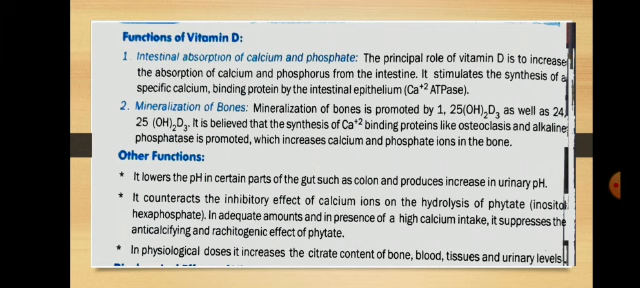 Functions of Vitamin D:
1 Intestinal absorption of calcium and phosphate: The principal role of vitamin D is to increase
the absorption of calcium and phosphorus from the intestine. It stimulates the synthesis of a
specific calcium, binding protein by the intestinal epithelium (Ca⁺² ATPase).
2. Mineralization of Bones: Mineralization of bones is promoted by 1, 25(OH)₂D₃ as well as 24,
25 (OH)₂D₃. It is believed that the synthesis of Ca⁺² binding proteins like osteoclasis and alkaline
phosphatase is promoted, which increases calcium and phosphate ions in the bone.
Other Functions:
* It lowers the pH in certain parts of the gut such as colon and produces increase in urinary pH.
* It counteracts the inhibitory effect of calcium ions on the hydrolysis of phytate (inositol
hexaphosphate). In adequate amounts and in presence of a high calcium intake, it suppresses the
anticalcifying and rachitogenic effect of phytate.
* In physiological doses it increases the citrate content of bone, blood, tissues and urinary levels.